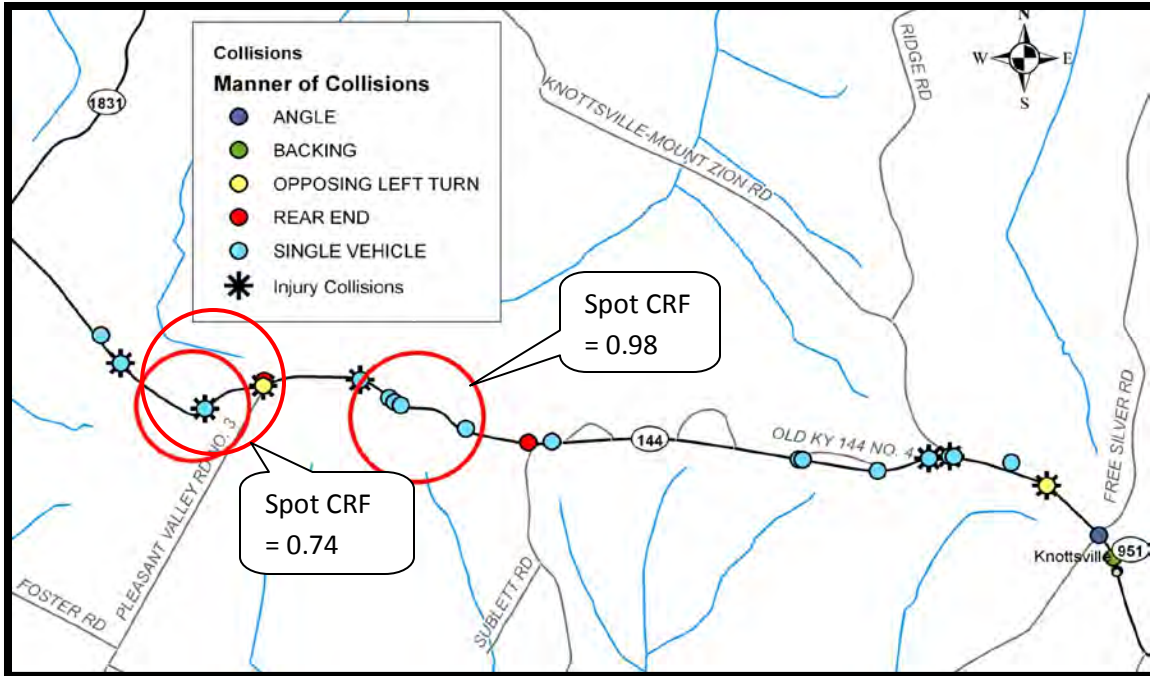 Collisions
Manner of Collisions
ANGLE
BACKING
OPPOSING LEFT TURN
REAR END
SINGLE VEHICLE
Injury Collisions
N
W
E
S
1831
KNOTTSVILLE-MOUNT ZION RD
RIDGE RD
Spot CRF
= 0.98
FREE SILVER RD
144
OLD KY 144 NO. 4
PLEASANT VALLEY RD NO. 3
Spot CRF
= 0.74
Knottsville
951
FOSTER RD
SUBLETT RD